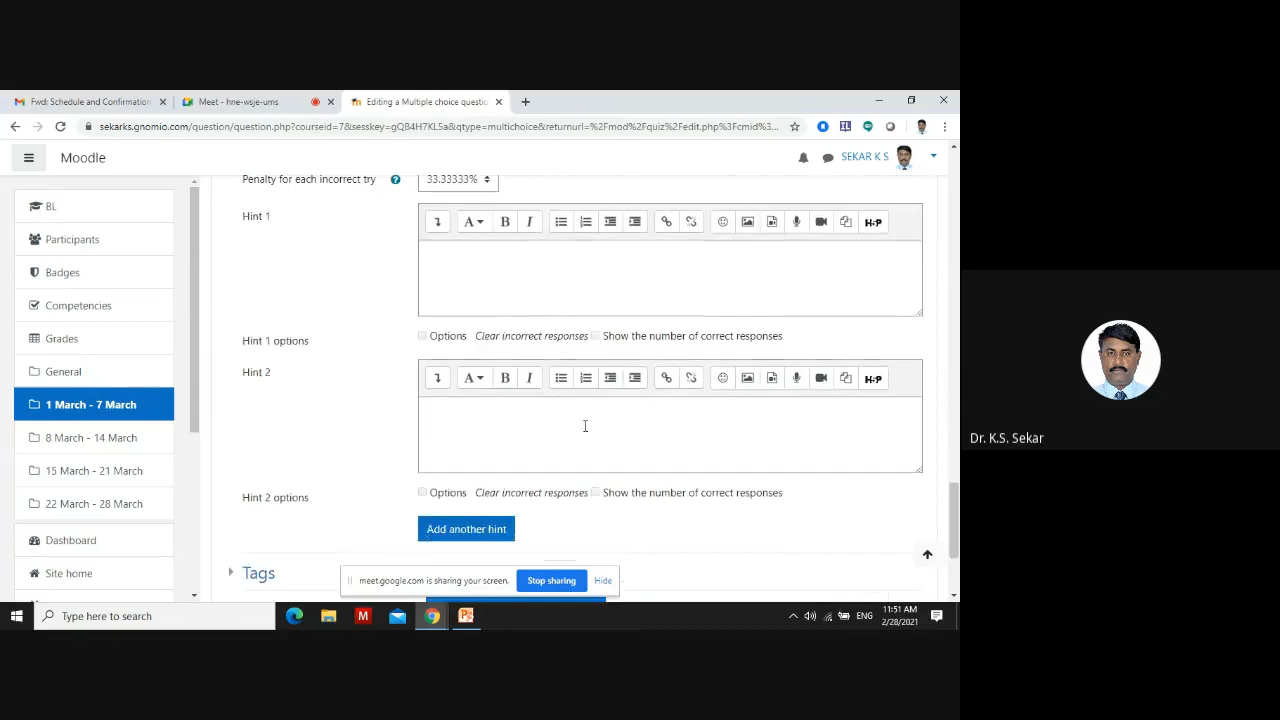 Fwd: Schedule and Confirmation
Meet - hne-wsje-ums
Editing a Multiple choice questio
sekarks.gnomio.com/question/question.php?courseid=7&sesskey=gQB4H7KL5a&qtype=multichoice&returnurl=%2Fmod%2Fquiz%2Fedit.php%3Fcmid%3...
Moodle
SEKAR K S
BL
Participants
Badges
Competencies
Grades
General
1 March - 7 March
8 March - 14 March
15 March - 21 March
22 March - 28 March
Dashboard
Site home
Penalty for each incorrect try
33.33333%
Hint 1
A B I
H-P
Hint 1 options
Options Clear incorrect responses Show the number of correct responses
Hint 2
A B I
H-P
Hint 2 options
Options Clear incorrect responses Show the number of correct responses
Add another hint
Tags
meet.google.com is sharing your screen.
Stop sharing
Hide
Type here to search
M
ENG
11:51 AM
2/28/2021
Dr. K.S. Sekar